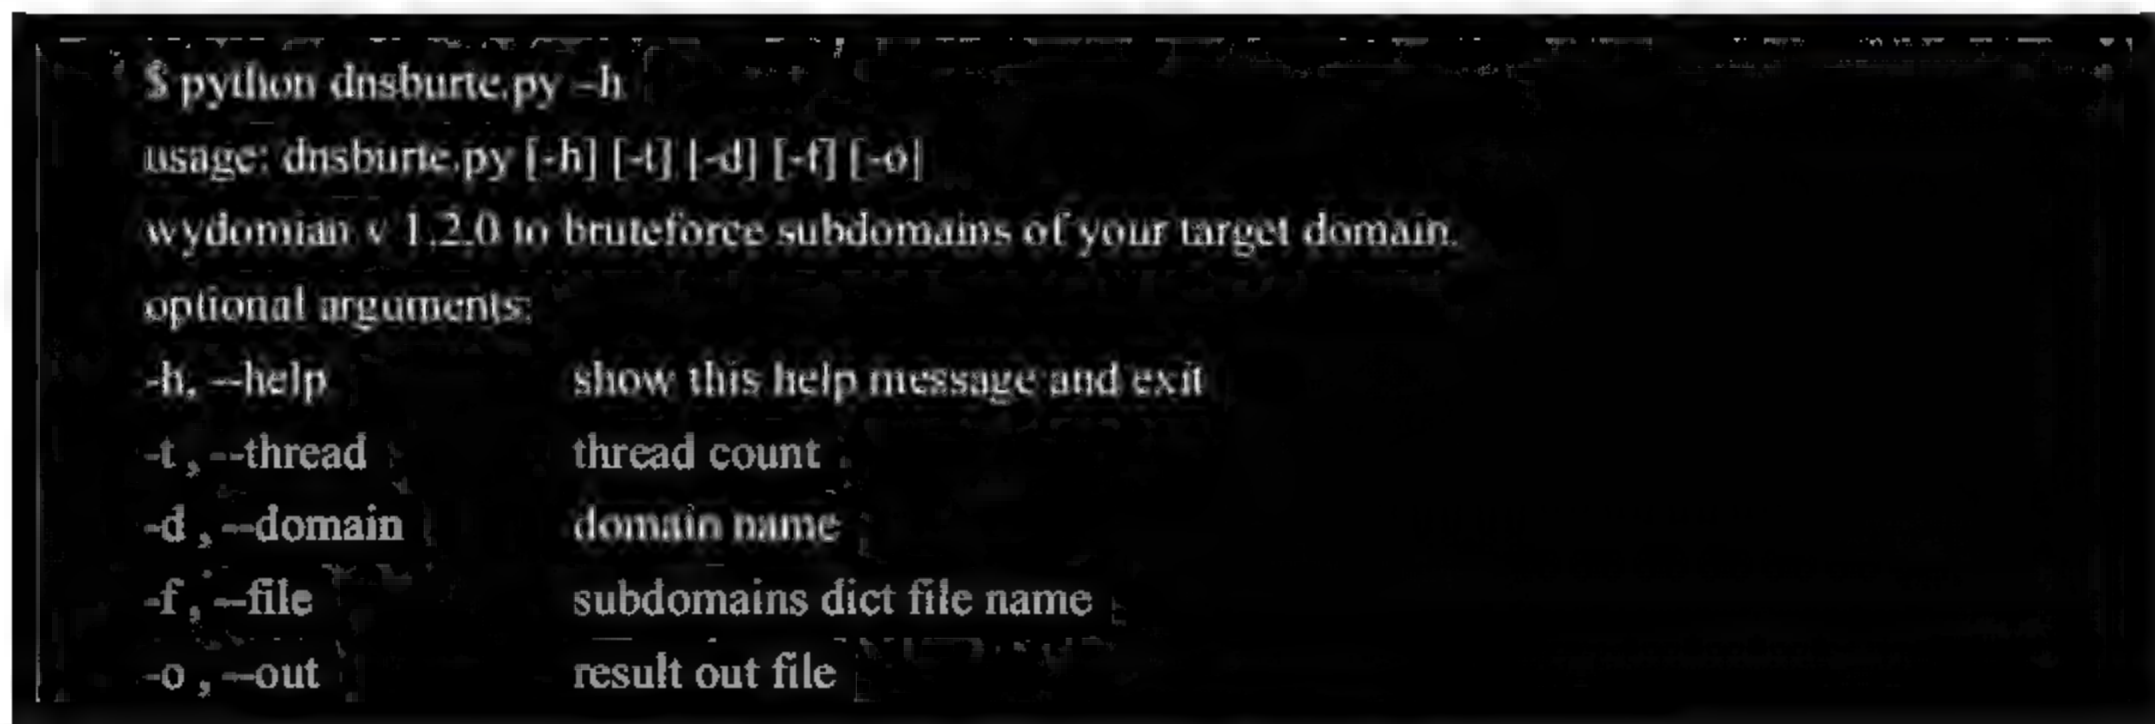 $ python dnsburte.py –h
usage: dnsburte.py [-h] [-t] [-d] [-f] [-o]
wydomian v 1.2.0 to bruteforce subdomains of your target domain.
optional arguments:
-h, --help show this help message and exit
-t , --thread thread count
-d , --domain domain name
-f , --file subdomains dict file name
-o , --out result out file